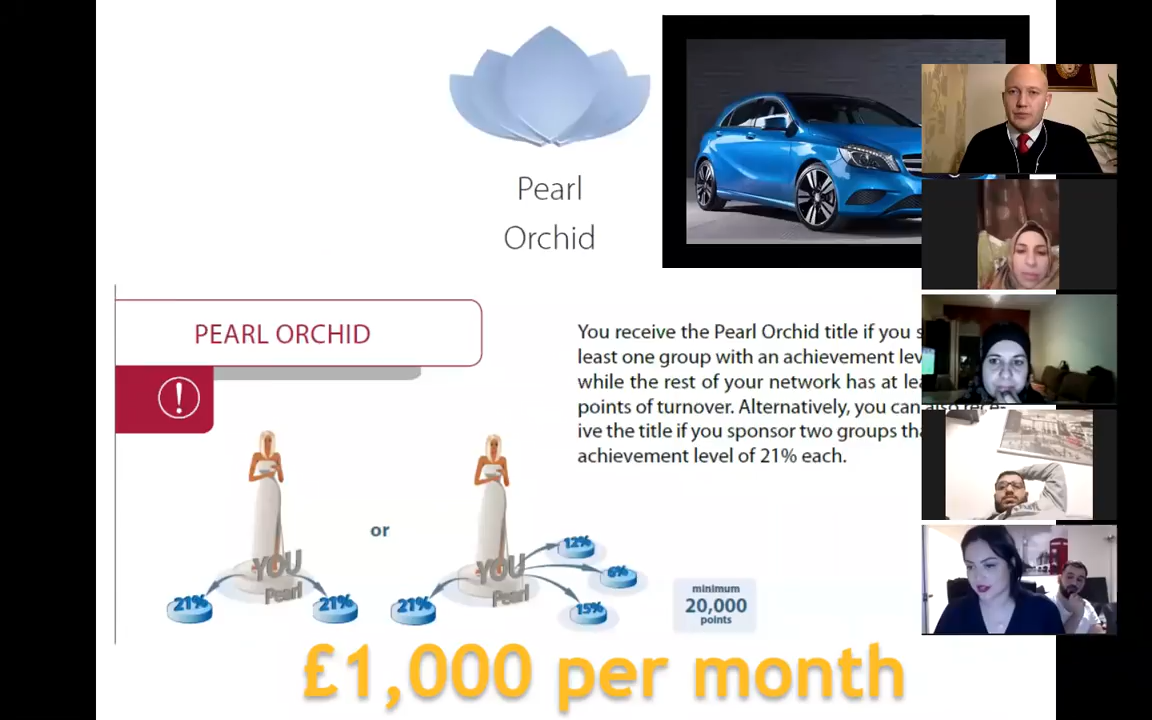 Pearl
Orchid
PEARL ORCHID
You receive the Pearl Orchid title if you
least one group with an achievement
while the rest of your network has at
points of turnover. Alternatively, you can also rece-
ive the title if you sponsor two groups
achievement level of 21% each.
or
YOU
Pearl
21%
21%
YOU
Pearl
21%
12%
6%
15%
minimum
20,000
points
£1,000 per month